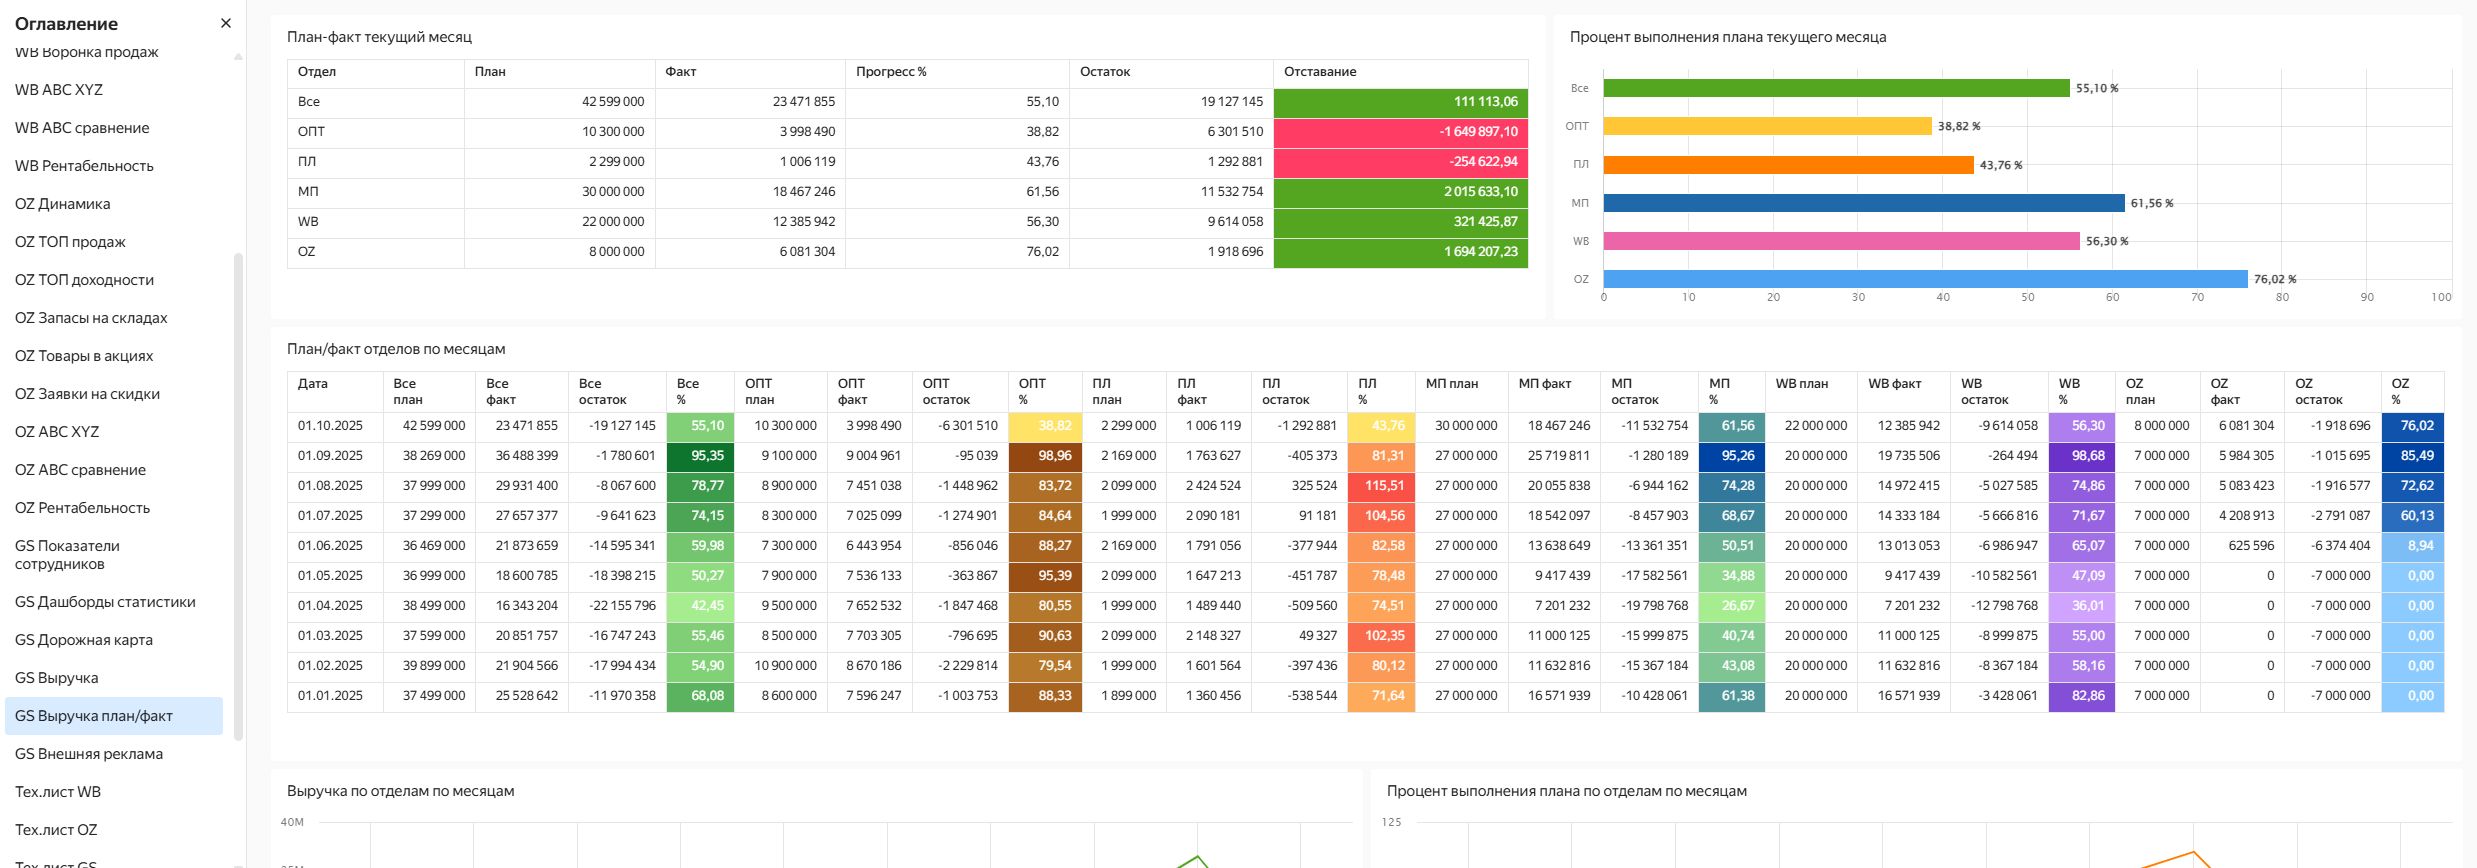 Оглавление
WB Воронка продаж
WB ABC XYZ
WB ABC сравнение
WB Рентабельность
OZ Динамика
OZ ТОП продаж
OZ ТОП доходности
OZ Запасы на складах
OZ Товары в акциях
OZ Заявки на скидки
OZ ABC XYZ
OZ ABC сравнение
OZ Рентабельность
GS Показатели
сотрудников
GS Дашборды статистики
GS Дорожная карта
GS Выручка
GS Выручка план/факт
GS Внешняя реклама
Тех.лист WB
Тех.лист OZ
Тех.лист GS
План-факт текущий месяц
Отдел План Факт Прогресс % Остаток Отставание
Все 42 599 000 23 471 855 55,10 19 127 145 111 113,06
ОПТ 10 300 000 3 998 490 38,82 6 301 510 -1 649 897,10
ПЛ 2 299 000 1 006 119 43,76 1 292 881 -254 622,94
МП 30 000 000 18 467 246 61,56 11 532 754 2 015 633,10
WB 22 000 000 12 385 942 56,30 9 614 058 321 425,87
OZ 8 000 000 6 081 304 76,02 1 918 696 1 694 207,23
Процент выполнения плана текущего месяца
Все 55,10 %
ОПТ 38,82 %
ПЛ 43,76 %
МП 61,56 %
WB 56,30 %
OZ 76,02 %
0 10 20 30 40 50 60 70 80 90 100
План/факт отделов по месяцам
Дата Все план Все факт Все остаток Все % ОПТ план ОПТ факт ОПТ остаток ОПТ % ПЛ план ПЛ факт ПЛ остаток ПЛ % МП план МП факт МП остаток МП % WB план WB факт WB остаток WB % OZ план OZ факт OZ остаток OZ %
01.10.2025 42 599 000 23 471 855 -19 127 145 55,10 10 300 000 3 998 490 -6 301 510 38,82 2 299 000 1 006 119 -1 292 881 43,76 30 000 000 18 467 246 -11 532 754 61,56 22 000 000 12 385 942 -9 614 058 56,30 8 000 000 6 081 304 -1 918 696 76,02
01.09.2025 38 269 000 36 488 399 -1 780 601 95,35 9 100 000 9 004 961 -95 039 98,96 2 169 000 1 763 627 -405 373 81,31 27 000 000 25 719 811 -1 280 189 95,26 20 000 000 19 735 506 -264 494 98,68 7 000 000 5 984 305 -1 015 695 85,49
01.08.2025 37 999 000 29 931 400 -8 067 600 78,77 8 900 000 7 451 038 -1 448 962 83,72 2 099 000 2 424 524 325 524 115,51 27 000 000 20 055 838 -6 944 162 74,28 20 000 000 14 972 415 -5 027 585 74,86 7 000 000 5 083 423 -1 916 577 72,62
01.07.2025 37 299 000 27 657 377 -9 641 623 74,15 8 300 000 7 025 099 -1 274 901 84,64 1 999 000 2 090 181 91 181 104,56 27 000 000 18 542 097 -8 457 903 68,67 20 000 000 14 333 184 -5 666 816 71,67 7 000 000 4 208 913 -2 791 087 60,13
01.06.2025 36 469 000 21 873 659 -14 595 341 59,98 7 300 000 6 443 954 -856 046 88,27 2 169 000 1 791 056 -377 944 82,58 27 000 000 13 638 649 -13 361 351 50,51 20 000 000 13 013 053 -6 986 947 65,07 7 000 000 625 596 -6 374 404 8,94
01.05.2025 36 999 000 18 600 785 -18 398 215 50,27 7 900 000 7 536 133 -363 867 95,39 2 099 000 1 647 213 -451 787 78,48 27 000 000 9 417 439 -17 582 561 34,88 20 000 000 9 417 439 -10 582 561 47,09 7 000 000 0 -7 000 000 0,00
01.04.2025 38 499 000 16 343 204 -22 155 796 42,45 9 500 000 7 652 532 -1 847 468 80,55 1 999 000 1 489 440 -509 560 74,51 27 000 000 7 201 232 -19 798 768 26,67 20 000 000 7 201 232 -12 798 768 36,01 7 000 000 0 -7 000 000 0,00
01.03.2025 37 599 000 20 851 757 -16 747 243 55,46 8 500 000 7 703 305 -796 695 90,63 2 099 000 2 148 327 49 327 102,35 27 000 000 11 000 125 -15 999 875 40,74 20 000 000 11 000 125 -8 999 875 55,00 7 000 000 0 -7 000 000 0,00
01.02.2025 39 899 000 21 904 566 -17 994 434 54,90 10 900 000 8 670 186 -2 229 814 79,54 1 999 000 1 601 564 -397 436 80,12 27 000 000 11 632 816 -15 367 184 43,08 20 000 000 11 632 816 -8 367 184 58,16 7 000 000 0 -7 000 000 0,00
01.01.2025 37 499 000 25 528 642 -11 970 358 68,08 8 600 000 7 596 247 -1 003 753 88,33 1 899 000 1 360 456 -538 544 71,64 27 000 000 16 571 939 -10 428 061 61,38 20 000 000 16 571 939 -3 428 061 82,86 7 000 000 0 -7 000 000 0,00
Выручка по отделам по месяцам
40M
Процент выполнения плана по отделам по месяцам
125